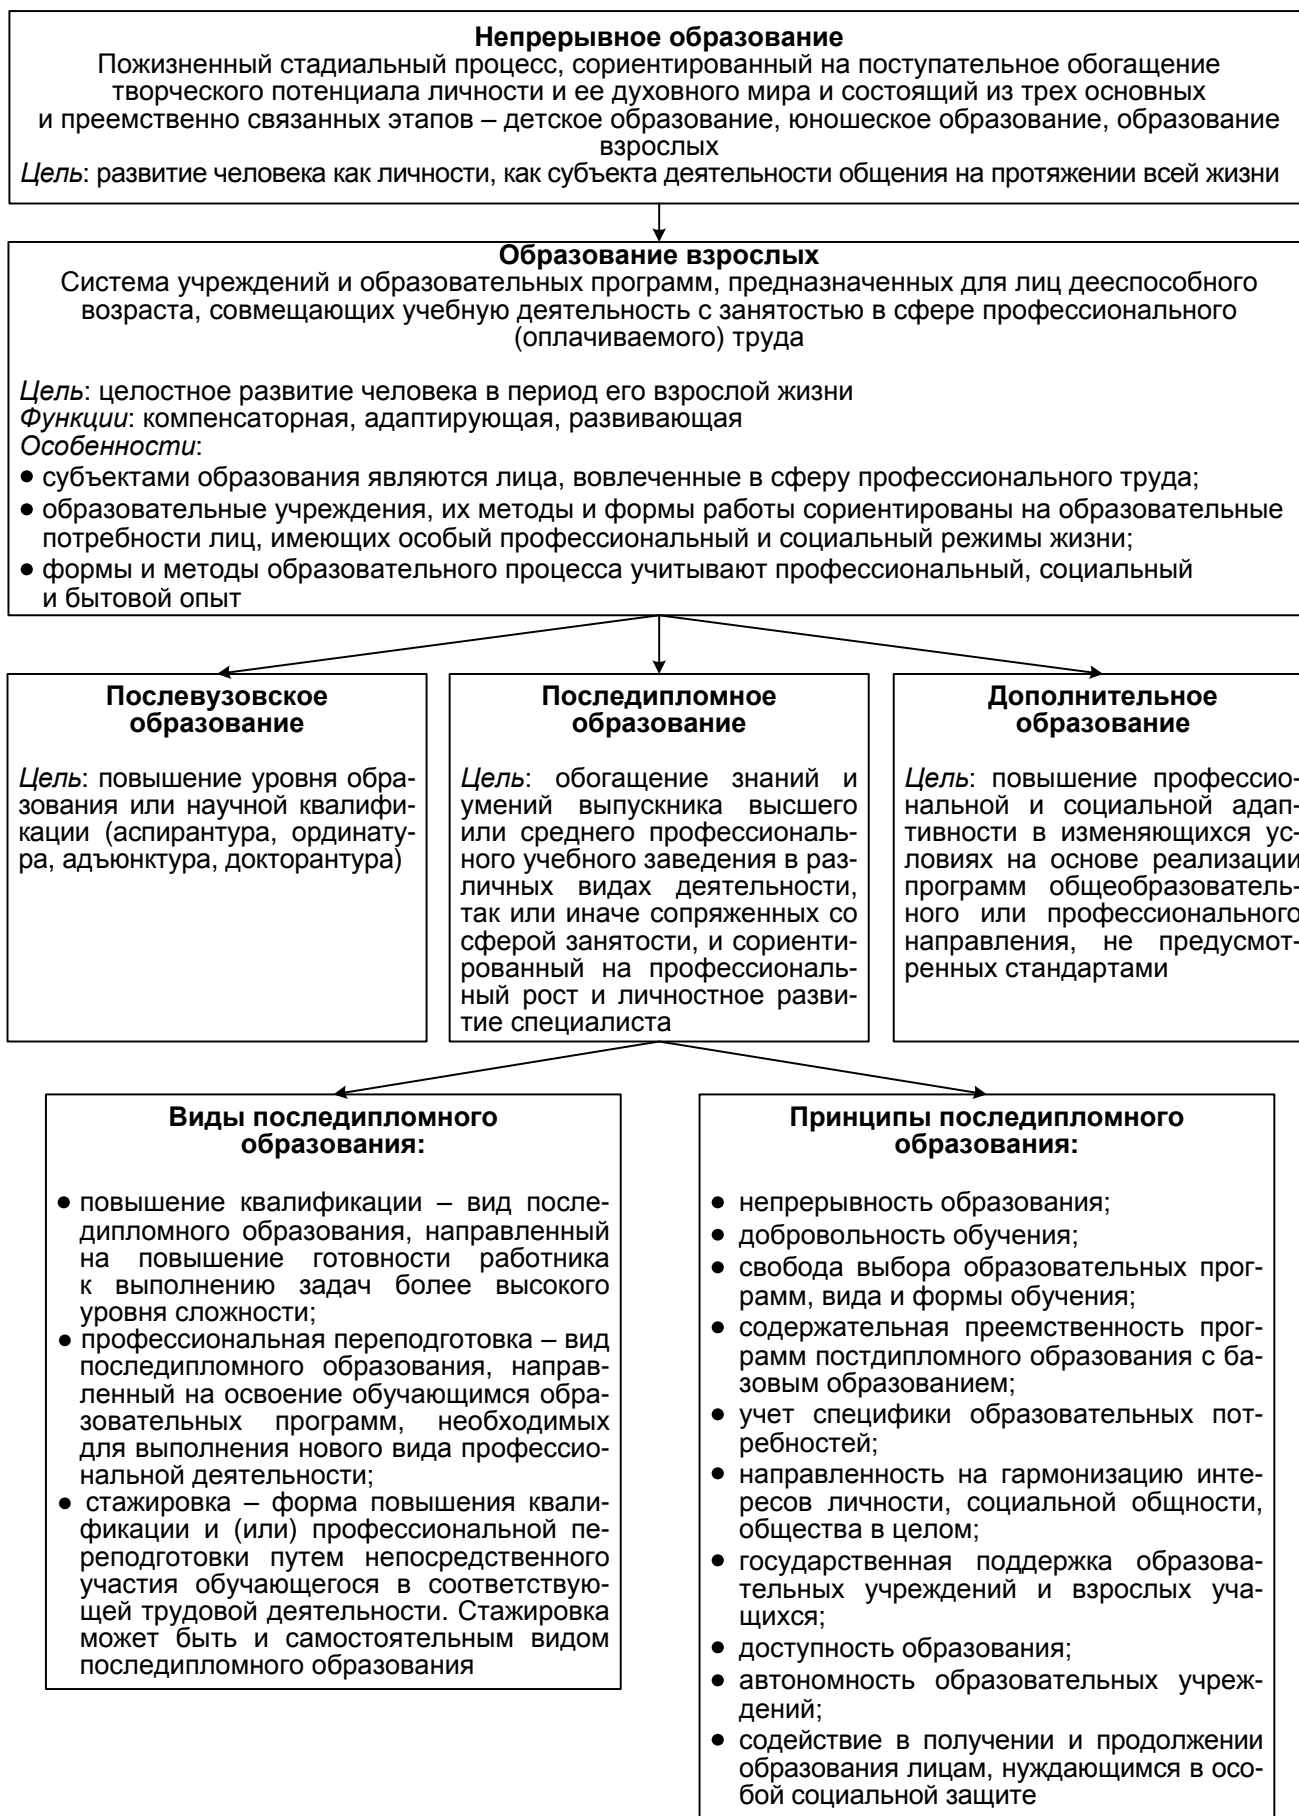 Непрерывное образование
Пожизненный стадиальный процесс, сориентированный на поступательное обогащение
творческого потенциала личности и ее духовного мира и состоящий из трех основных
и преемственно связанных этапов – детское образование, юношеское образование, образование
взрослых
Цель: развитие человека как личности, как субъекта деятельности общения на протяжении всей жизни
Образование взрослых
Система учреждений и образовательных программ, предназначенных для лиц дееспособного
возраста, совмещающих учебную деятельность с занятостью в сфере профессионального
(оплачиваемого) труда
Цель: целостное развитие человека в период его взрослой жизни
Функции: компенсаторная, адаптирующая, развивающая
Особенности:
● субъектами образования являются лица, вовлеченные в сферу профессионального труда;
● образовательные учреждения, их методы и формы работы сориентированы на образовательные
потребности лиц, имеющих особый профессиональный и социальный режимы жизни;
● формы и методы образовательного процесса учитывают профессиональный, социальный
и бытовой опыт
Послевузовское
образование
Цель: повышение уровня обра-
зования или научной квалифи-
кации (аспирантура, ординату-
ра, адъюнктура, докторантура)
Последипломное
образование
Цель: обогащение знаний и
умений выпускника высшего
или среднего профессиональ-
ного учебного заведения в раз-
личных видах деятельности,
так или иначе сопряженных со
сферой занятости, и сориенти-
рованный на профессиональ-
ный рост и личностное разви-
тие специалиста
Дополнительное
образование
Цель: повышение профессио-
нальной и социальной адап-
тивности в изменяющихся ус-
ловиях на основе реализации
программ общеобразователь-
ного или профессионального
направления, не предусмот-
ренных стандартами
Виды последипломного
образования:
● повышение квалификации – вид после-
дипломного образования, направленный
на повышение готовности работника
к выполнению задач более высокого
уровня сложности;
● профессиональная переподготовка – вид
последипломного образования, направ-
ленный на освоение обучающимся обра-
зовательных программ, необходимых
для выполнения нового вида профессио-
нальной деятельности;
● стажировка – форма повышения квали-
фикации и (или) профессиональной пе-
реподготовки путем непосредственного
участия обучающегося в соответствую-
щей трудовой деятельности. Стажировка
может быть и самостоятельным видом
последипломного образования
Принципы последипломного
образования:
● непрерывность образования;
● добровольность обучения;
● свобода выбора образовательных прог-
рамм, вида и формы обучения;
● содержательная преемственность прог-
рамм постдипломного образования с ба-
зовым образованием;
● учет специфики образовательных пот-
ребностей;
● направленность на гармонизацию инте-
ресов личности, социальной общности,
общества в целом;
● государственная поддержка образова-
тельных учреждений и взрослых уча-
щихся;
● доступность образования;
● автономность образовательных учреж-
дений;
● содействие в получении и продолжении
образования лицам, нуждающимся в осо-
бой социальной защите